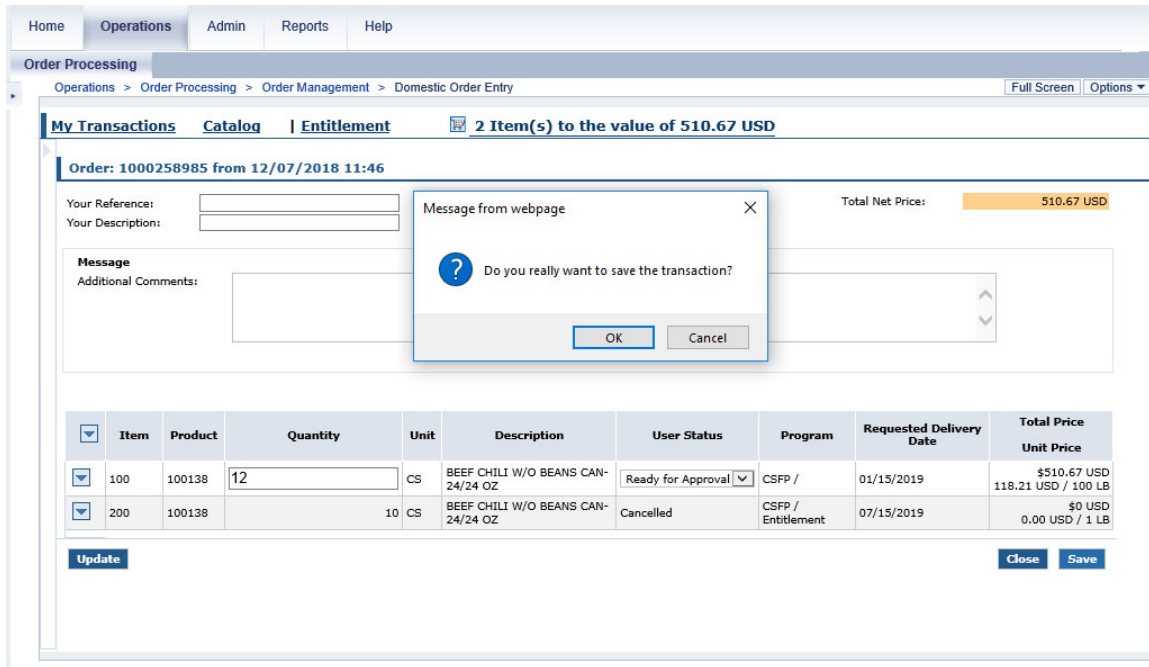 Home Operations Admin Reports Help
Order Processing
Operations > Order Processing > Order Management > Domestic Order Entry Full Screen Options
My Transactions Catalog | Entitlement 2 Item(s) to the value of 510.67 USD
Order: 1000258985 from 12/07/2018 11:46
Your Reference:
Your Description:
Total Net Price: 510.67 USD
Message
Additional Comments:
Message from webpage
Do you really want to save the transaction?
OK Cancel
Item Product Quantity Unit Description User Status Program Requested Delivery Date Total Price Unit Price
100 100138 12 CS BEEF CHILI W/O BEANS CAN-24/24 OZ Ready for Approval CSFP / 01/15/2019 $510.67 USD 118.21 USD / 100 LB
200 100138 10 CS BEEF CHILI W/O BEANS CAN-24/24 OZ Cancelled CSFP / Entitlement 07/15/2019 $0 USD 0.00 USD / 1 LB
Update Close Save